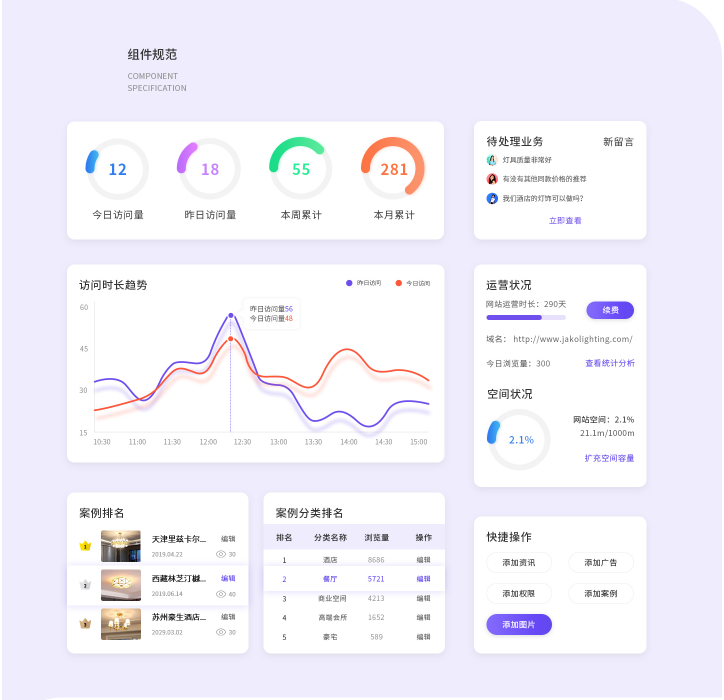 组件规范
COMPONENT
SPECIFICATION
12
18
55
281
今日访问量
昨日访问量
本周累计
本月累计
待处理业务
新留言
灯具质量非常好
有没有其他同款价格的推荐
我们酒店的灯饰可以做吗？
立即查看
访问时长趋势
昨日访问
今日访问
60
45
30
15
昨日访问量56
今日访问量48
10:30
11:00
11:30
12:00
12:30
13:00
13:30
14:00
14:30
15:00
运营状况
网站运营时长：290天
续费
域名： http://www.jakolighting.com/
今日浏览量：300
查看统计分析
空间状况
2.1%
网站空间：2.1%
21.1m/1000m
扩充空间容量
案例排名
1
天津里兹卡尔...
编辑
2019.04.22
30
2
西藏林芝汀樾...
编辑
2019.06.14
40
3
苏州豪生酒店...
编辑
2029.03.02
30
案例分类排名
排名 分类名称 浏览量 操作
1 酒店 8686 编辑
2 餐厅 5721 编辑
3 商业空间 4213 编辑
4 高端会所 1652 编辑
5 豪宅 589 编辑
快捷操作
添加资讯
添加广告
添加权限
添加案例
添加图片